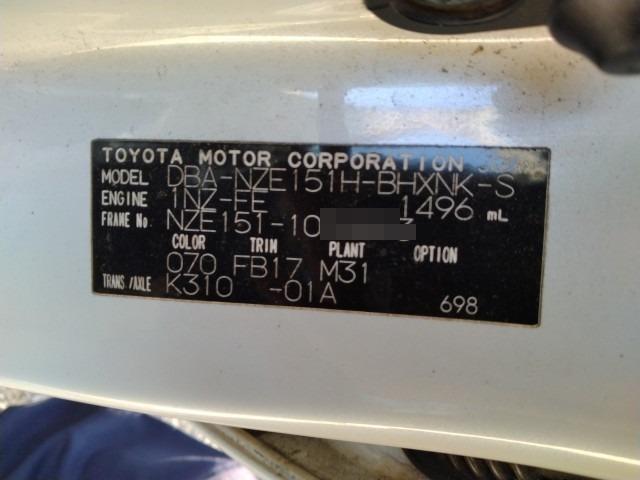 TOYOTA MOTOR CORPORATION
MODEL DBA-NZE151H-BHXNK-S
ENGINE 1NZ-FE 1496 mL
FRAME No. NZE151-10
COLOR TRIM PLANT OPTION
070 FB17 M31
TRANS./AXLE K310 -01A
698